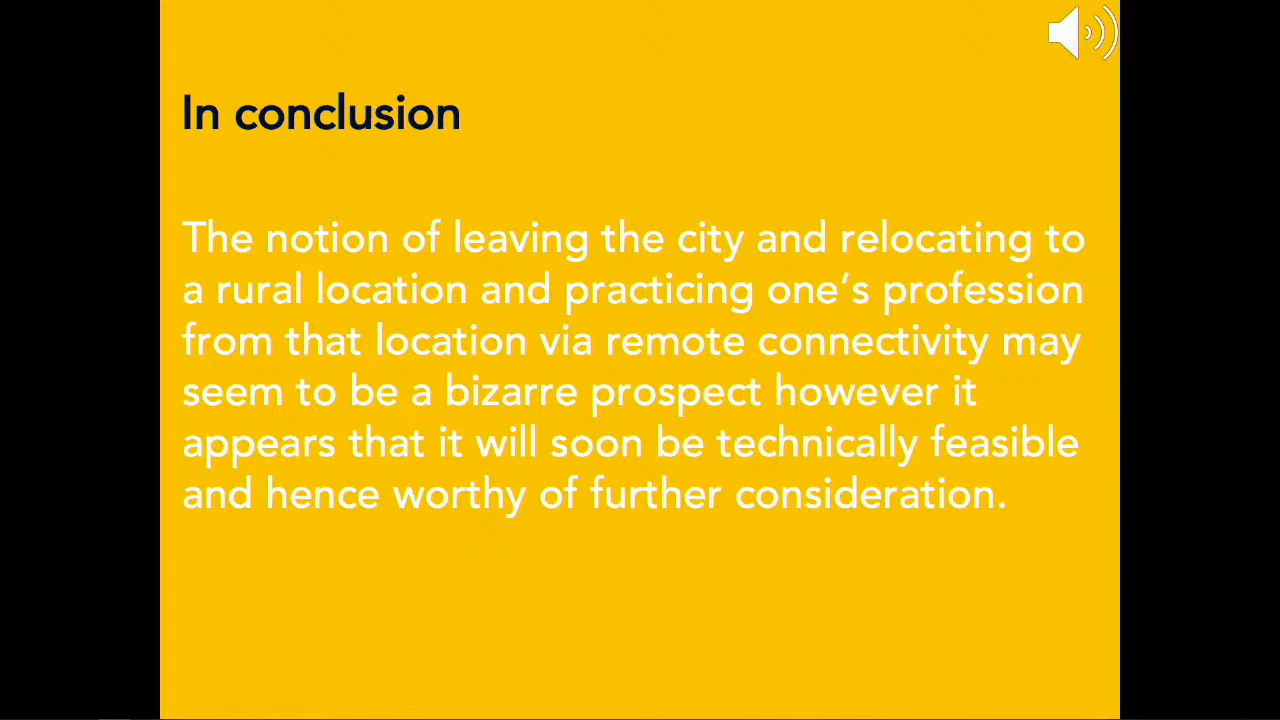 In conclusion
The notion of leaving the city and relocating to
a rural location and practicing one’s profession
from that location via remote connectivity may
seem to be a bizarre prospect however it
appears that it will soon be technically feasible
and hence worthy of further consideration.